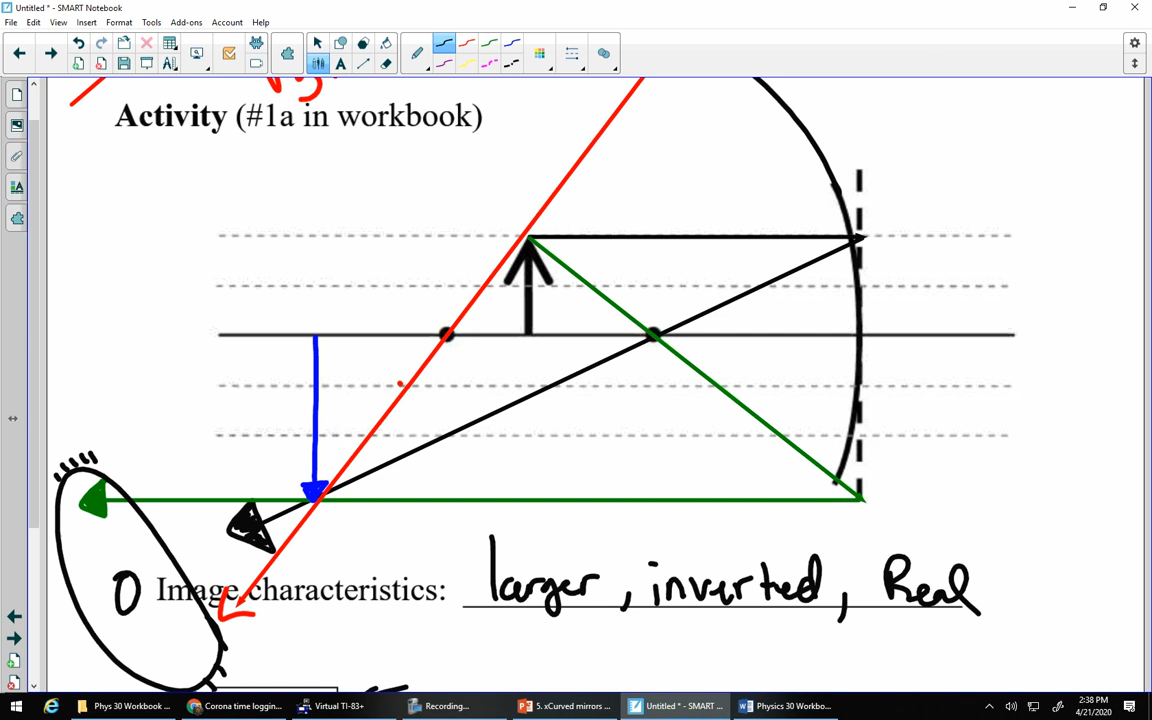 Untitled * - SMART Notebook
File Edit View Insert Format Tools Add-ons Account Help
Activity (#1a in workbook)
Image characteristics: larger, inverted, Real
Phys 30 Workbook ... Corona time loggin... Virtual TI-83+ Recording... 5. xCurved mirrors ... Untitled * - SMART ... Physics 30 Workbo...
2:38 PM
4/21/2020